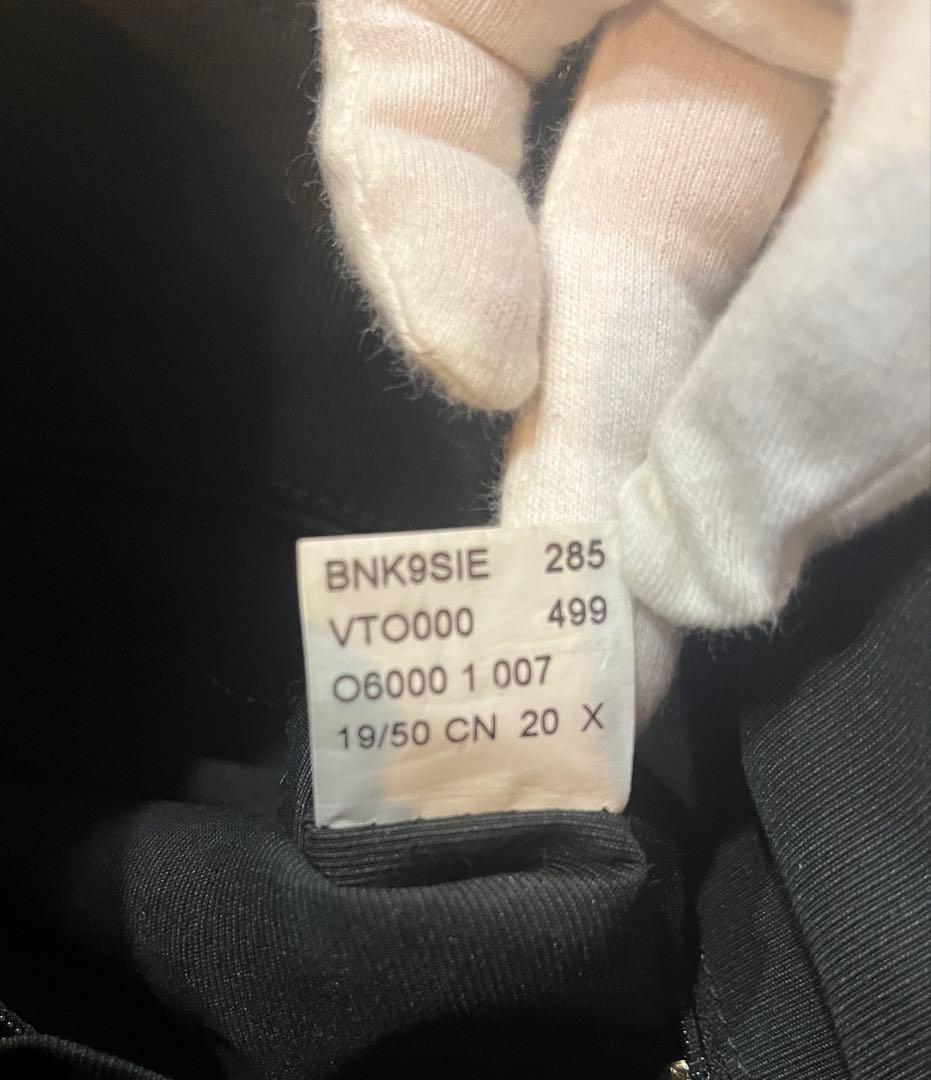 BNK9SIE 285
VTO000 499
O6000 1 007
19/50 CN 20 X